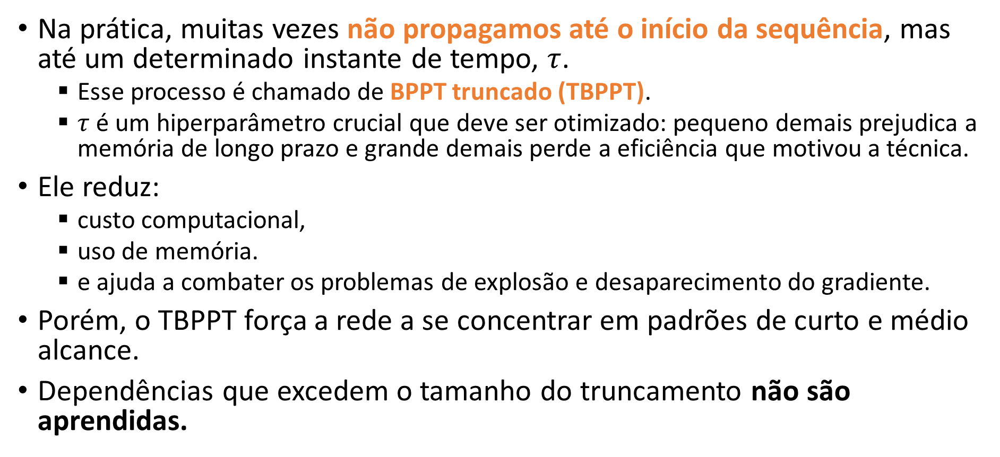 • Na prática, muitas vezes não propagamos até o início da sequência, mas
até um determinado instante de tempo, τ.
▪ Esse processo é chamado de BPPT truncado (TBPPT).
▪ τ é um hiperparâmetro crucial que deve ser otimizado: pequeno demais prejudica a
memória de longo prazo e grande demais perde a eficiência que motivou a técnica.
• Ele reduz:
▪ custo computacional,
▪ uso de memória.
▪ e ajuda a combater os problemas de explosão e desaparecimento do gradiente.
• Porém, o TBPPT força a rede a se concentrar em padrões de curto e médio
alcance.
• Dependências que excedem o tamanho do truncamento não são
aprendidas.